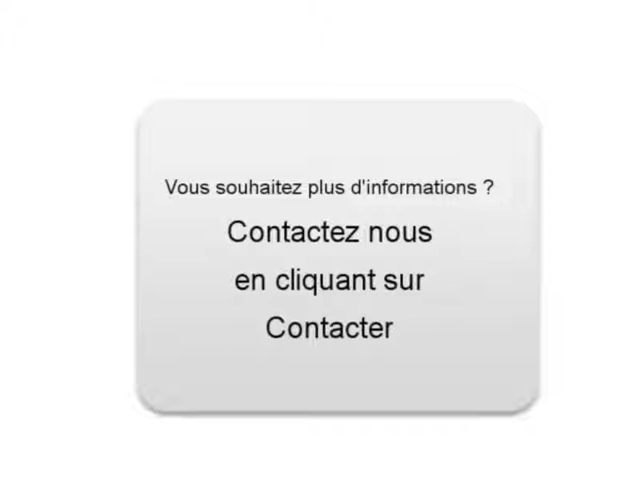 Vous souhaitez plus d'informations ?
Contactez nous
en cliquant sur
Contacter